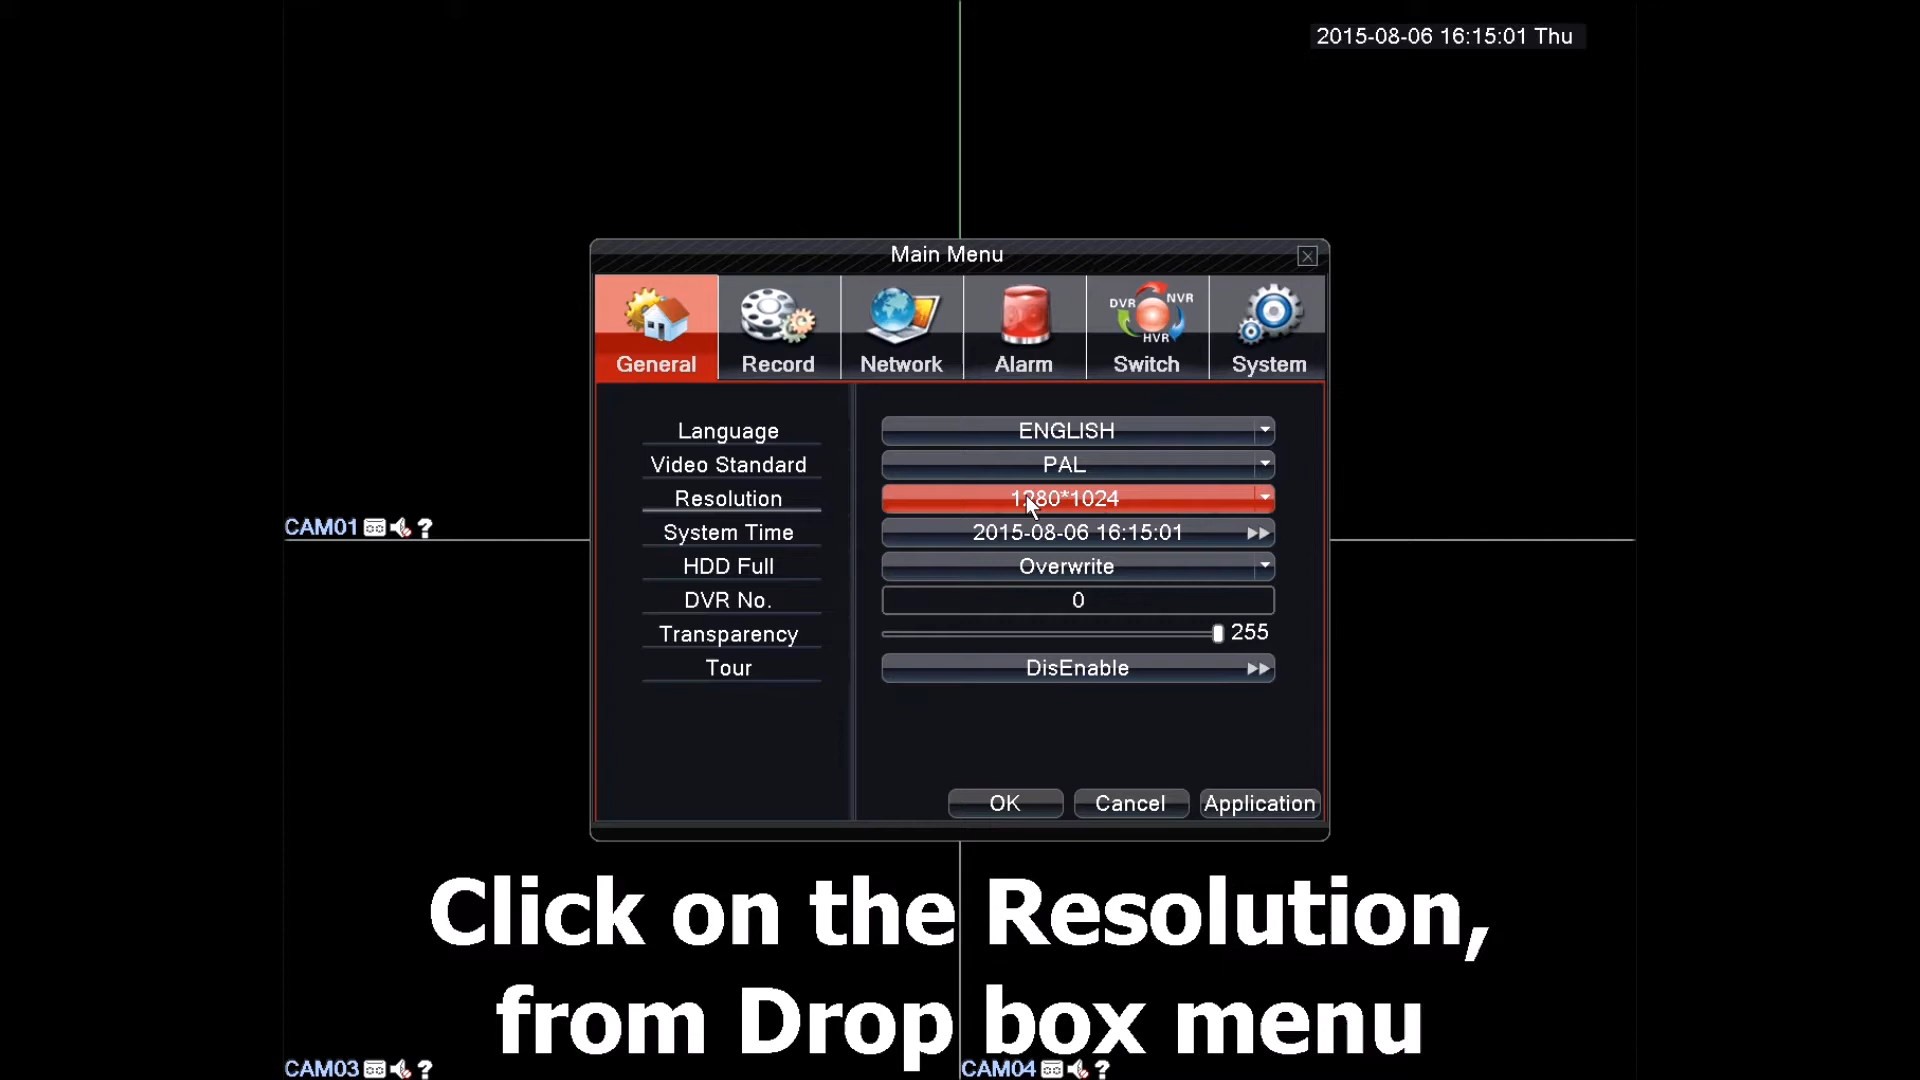 2015-08-06 16:15:01 Thu
Main Menu
DVR NVR
HVR
General Record Network Alarm Switch System
Language ENGLISH
Video Standard PAL
Resolution 1280*1024
CAM01 ?
System Time 2015-08-06 16:15:01
HDD Full Overwrite
DVR No. 0
Transparency 255
Tour DisEnable
OK Cancel Application
Click on the Resolution,
from Drop box menu
CAM03 ? CAM04 ?